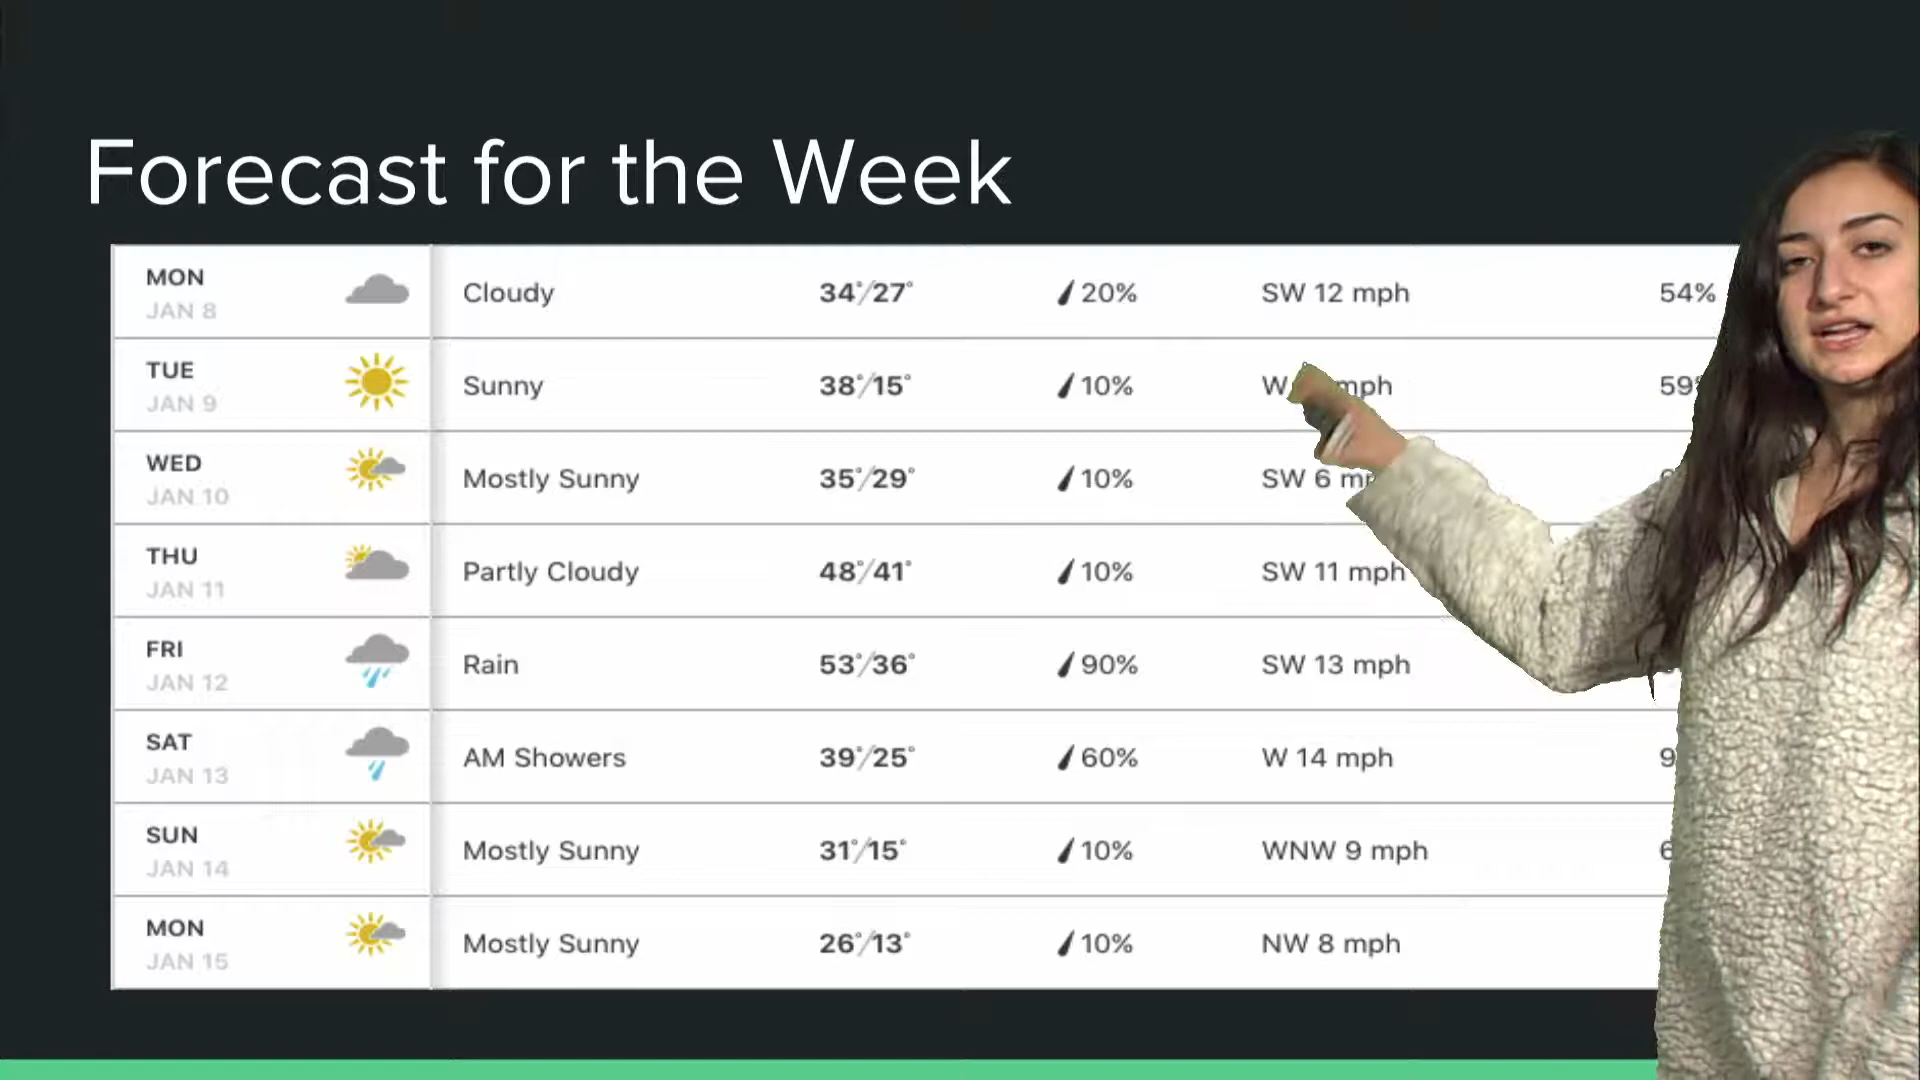 Forecast for the Week
MON Cloudy 34°/27° 20% SW 12 mph 54%
JAN 8
TUE Sunny 38°/15° 10% W mph
JAN 9
WED Mostly Sunny 35°/29° 10% SW 6
JAN 10
THU Partly Cloudy 48°/41° 10% SW 11 mph
JAN 11
FRI Rain 53°/36° 90% SW 13 mph
JAN 12
SAT AM Showers 39°/25° 60% W 14 mph
JAN 13
SUN Mostly Sunny 31°/15° 10% WNW 9 mph
JAN 14
MON Mostly Sunny 26°/13° 10% NW 8 mph
JAN 15